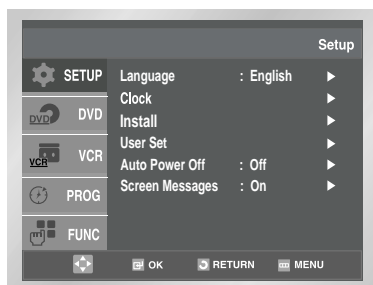 Setup
SETUP
Language : English ►
Clock ►
DVD DVD
Install ►
User Set ►
VCR VCR
Auto Power Off : Off ►
Screen Messages : On ►
PROG
FUNC
OK RETURN MENU